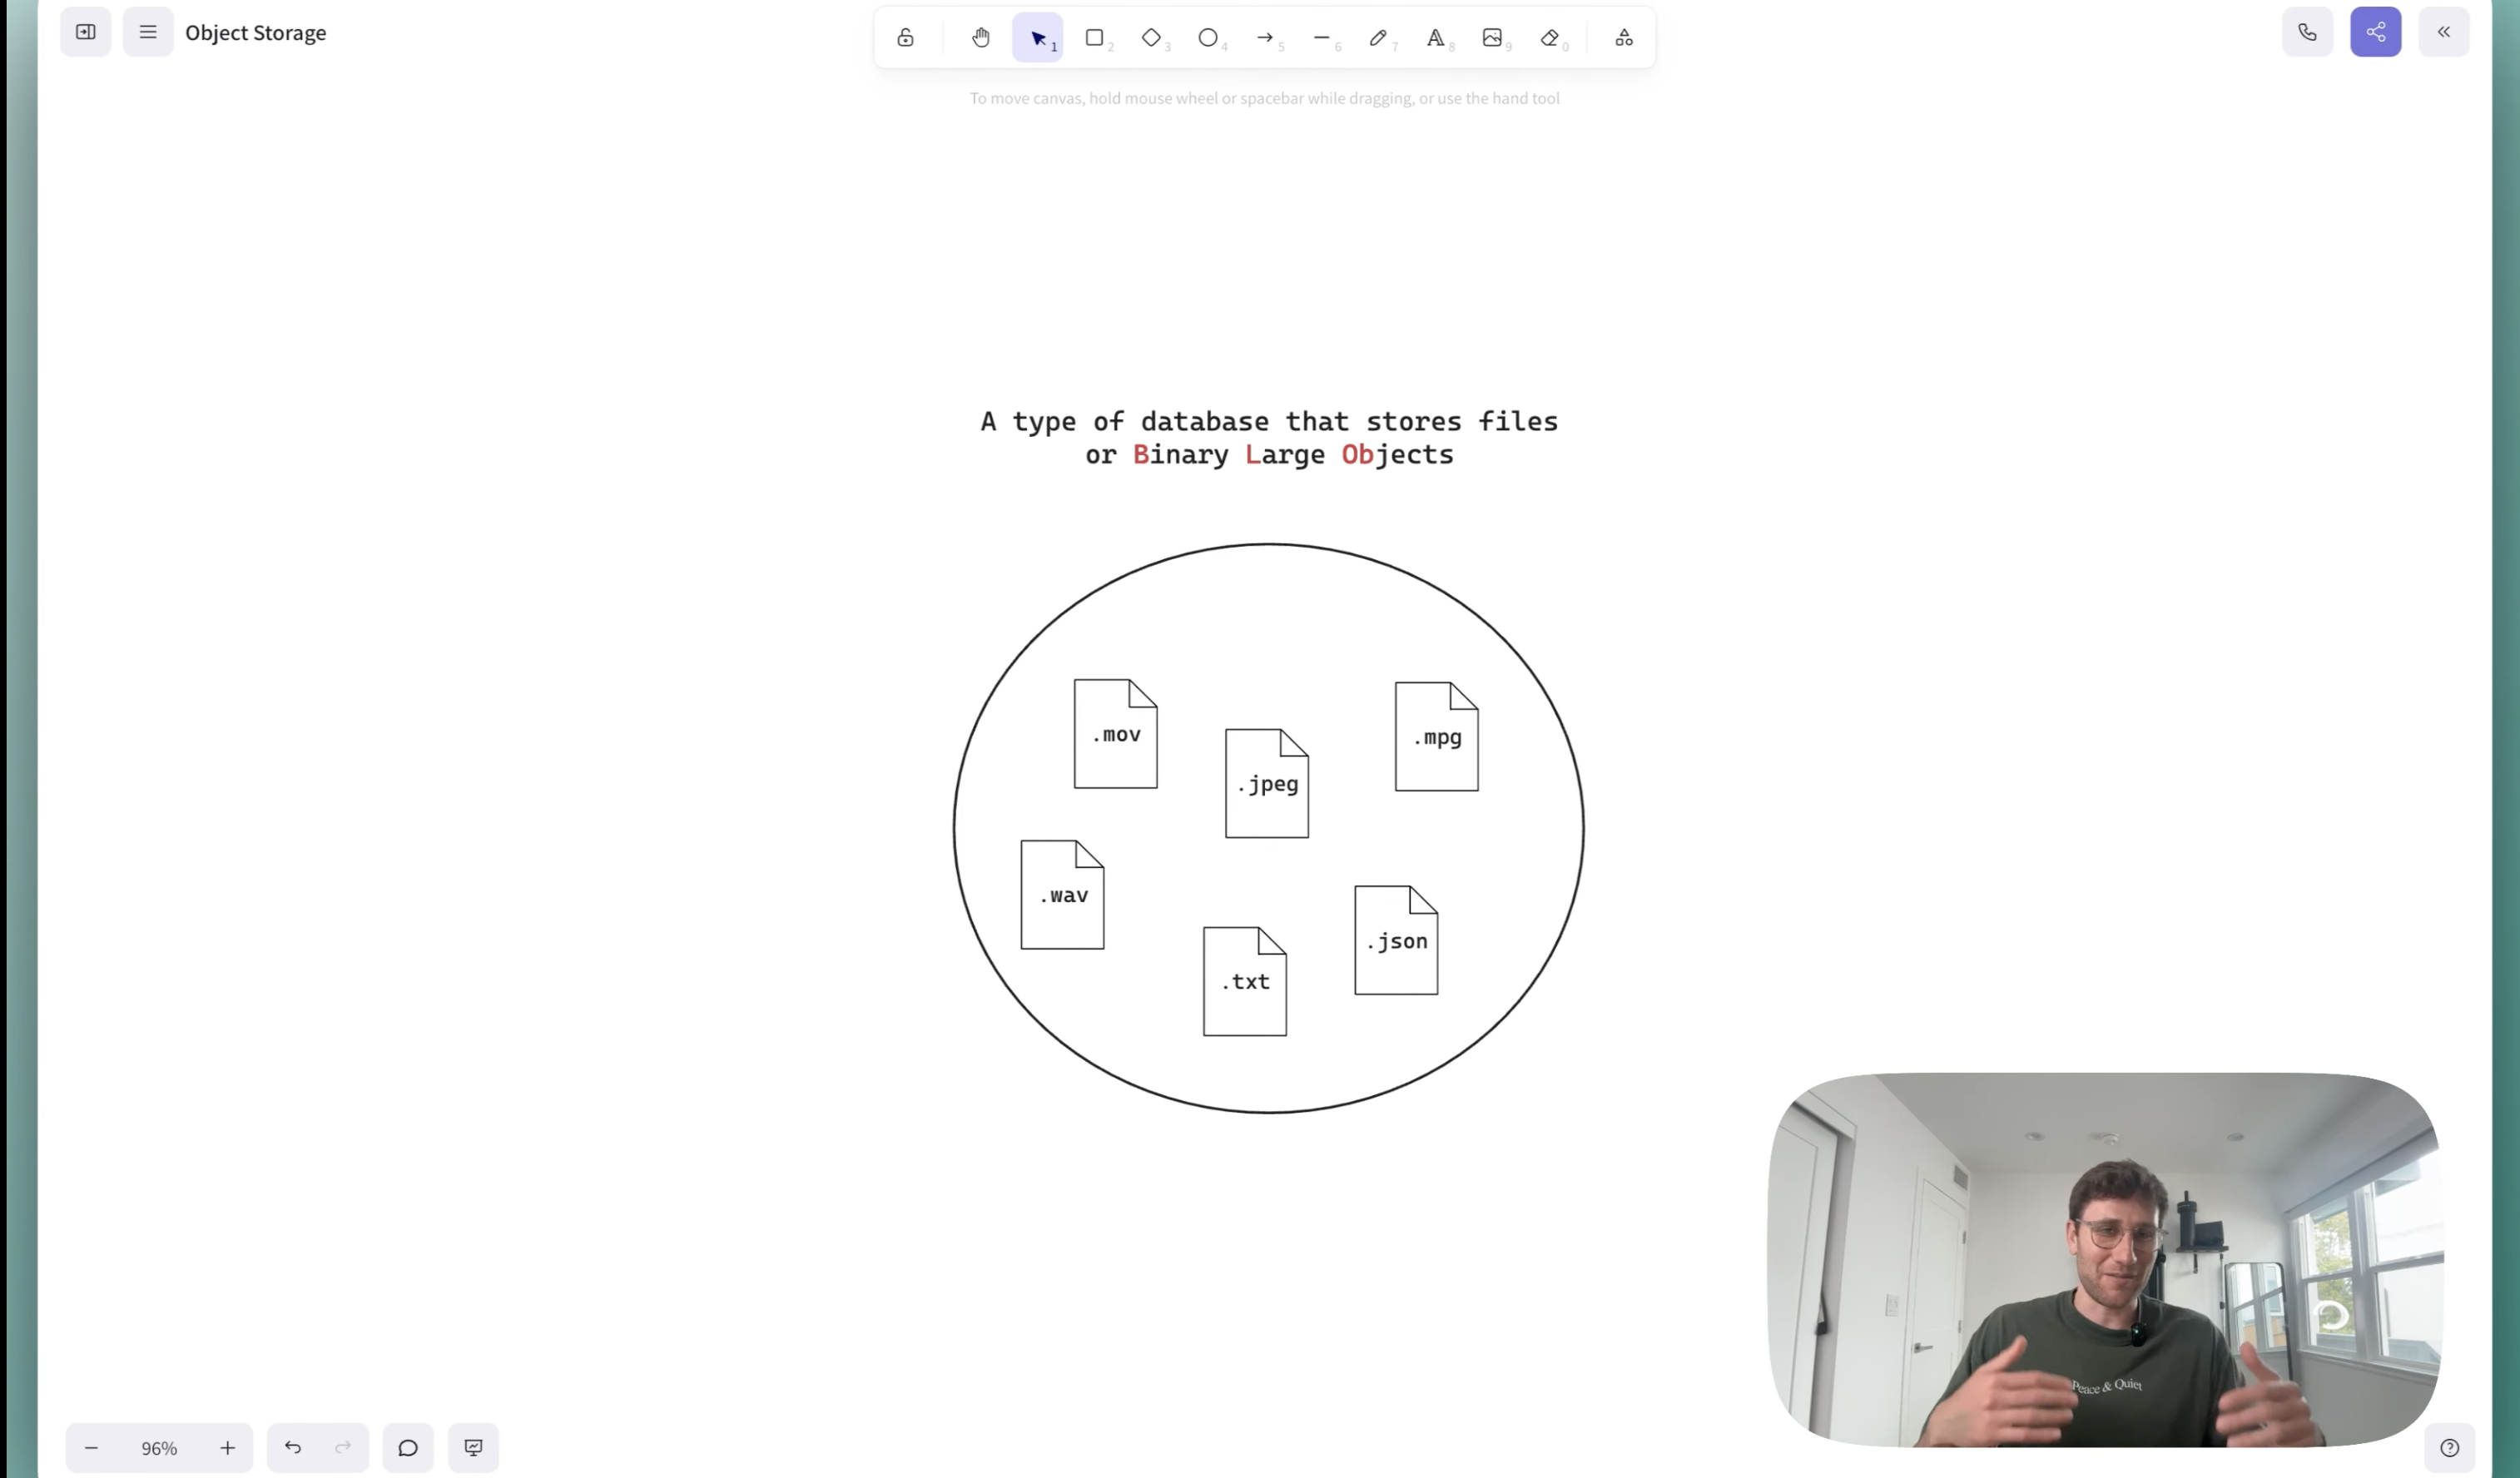 Object Storage
1
2
3
4
5
6
7
8
9
0
To move canvas, hold mouse wheel or spacebar while dragging, or use the hand tool
A type of database that stores files
or Binary Large Objects
.mov
.jpeg
.mpg
.wav
.json
.txt
Peace & Quiet
96%